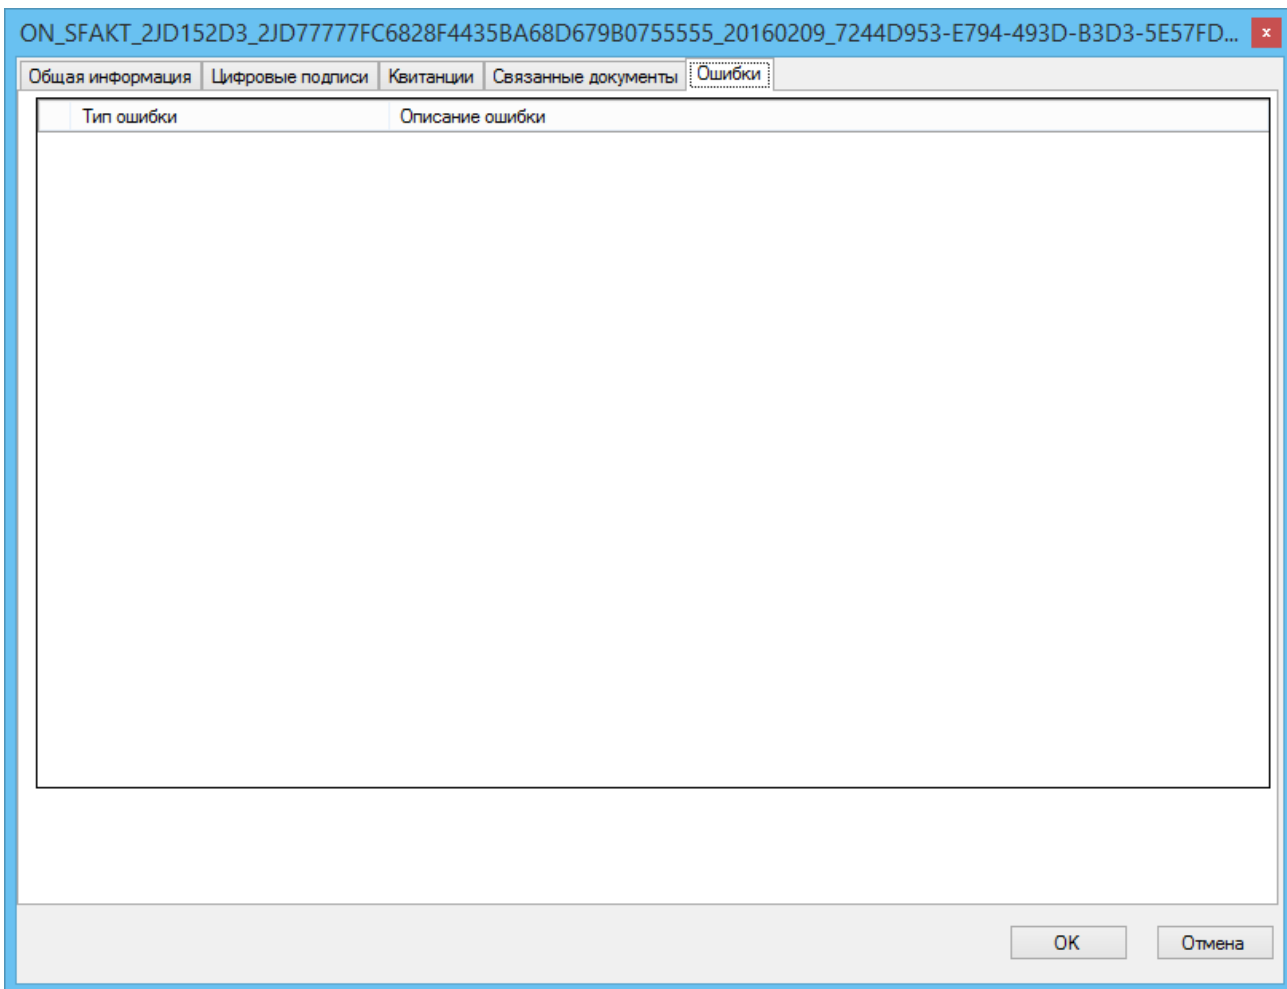 ON_SFAKT_2JD152D3_2JD77777FC6828F4435BA68D679B0755555_20160209_7244D953-E794-493D-B3D3-5E57FD... x
Общая информация Цифровые подписи Квитанции Связанные документы Ошибки
Тип ошибки Описание ошибки
OK Отмена